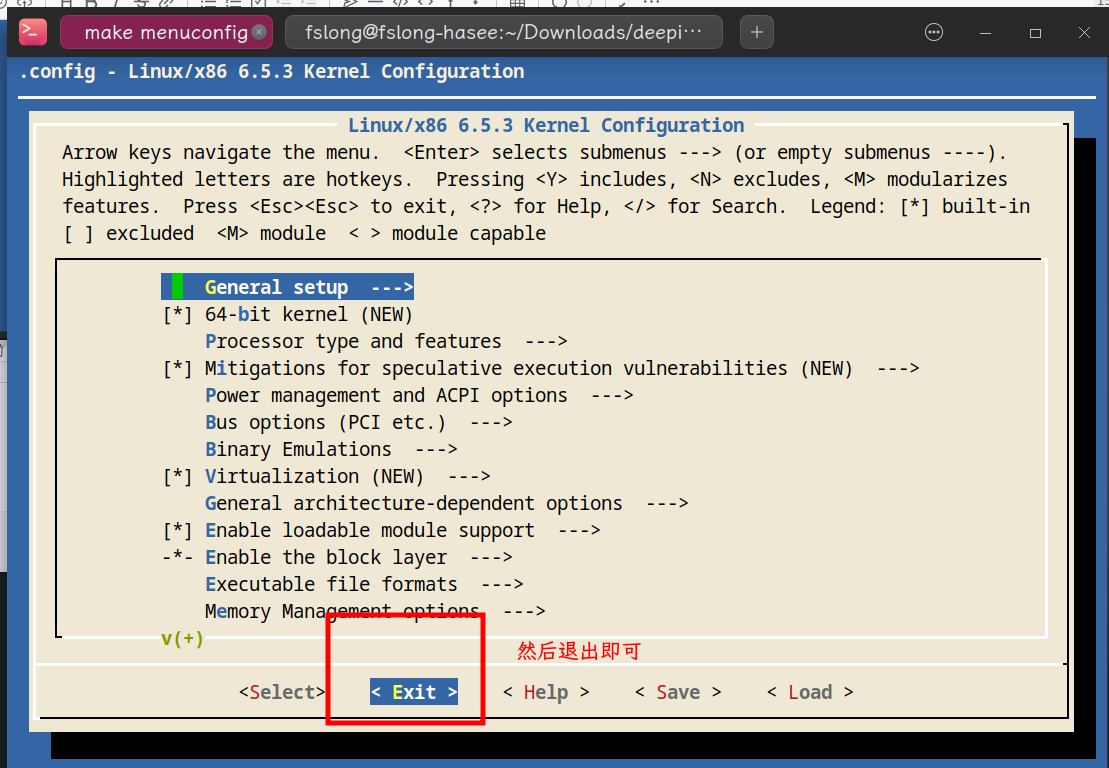 make menuconfig
fslong@fslong-hasee:~/Downloads/deepi···
.config - Linux/x86 6.5.3 Kernel Configuration
Linux/x86 6.5.3 Kernel Configuration
Arrow keys navigate the menu.  <Enter> selects submenus ---> (or empty submenus ----).
Highlighted letters are hotkeys.  Pressing <Y> includes, <N> excludes, <M> modularizes
features.  Press <Esc><Esc> to exit, <?> for Help, </> for Search.  Legend: [*] built-in
[ ] excluded  <M> module  < > module capable
General setup  --->
[*] 64-bit kernel (NEW)
Processor type and features  --->
[*] Mitigations for speculative execution vulnerabilities (NEW)  --->
Power management and ACPI options  --->
Bus options (PCI etc.)  --->
Binary Emulations  --->
[*] Virtualization (NEW)  --->
General architecture-dependent options  --->
[*] Enable loadable module support  --->
-*- Enable the block layer  --->
Executable file formats  --->
Memory Management options  --->
v(+)
然后退出即可
<Select>    < Exit >    < Help >    < Save >    < Load >